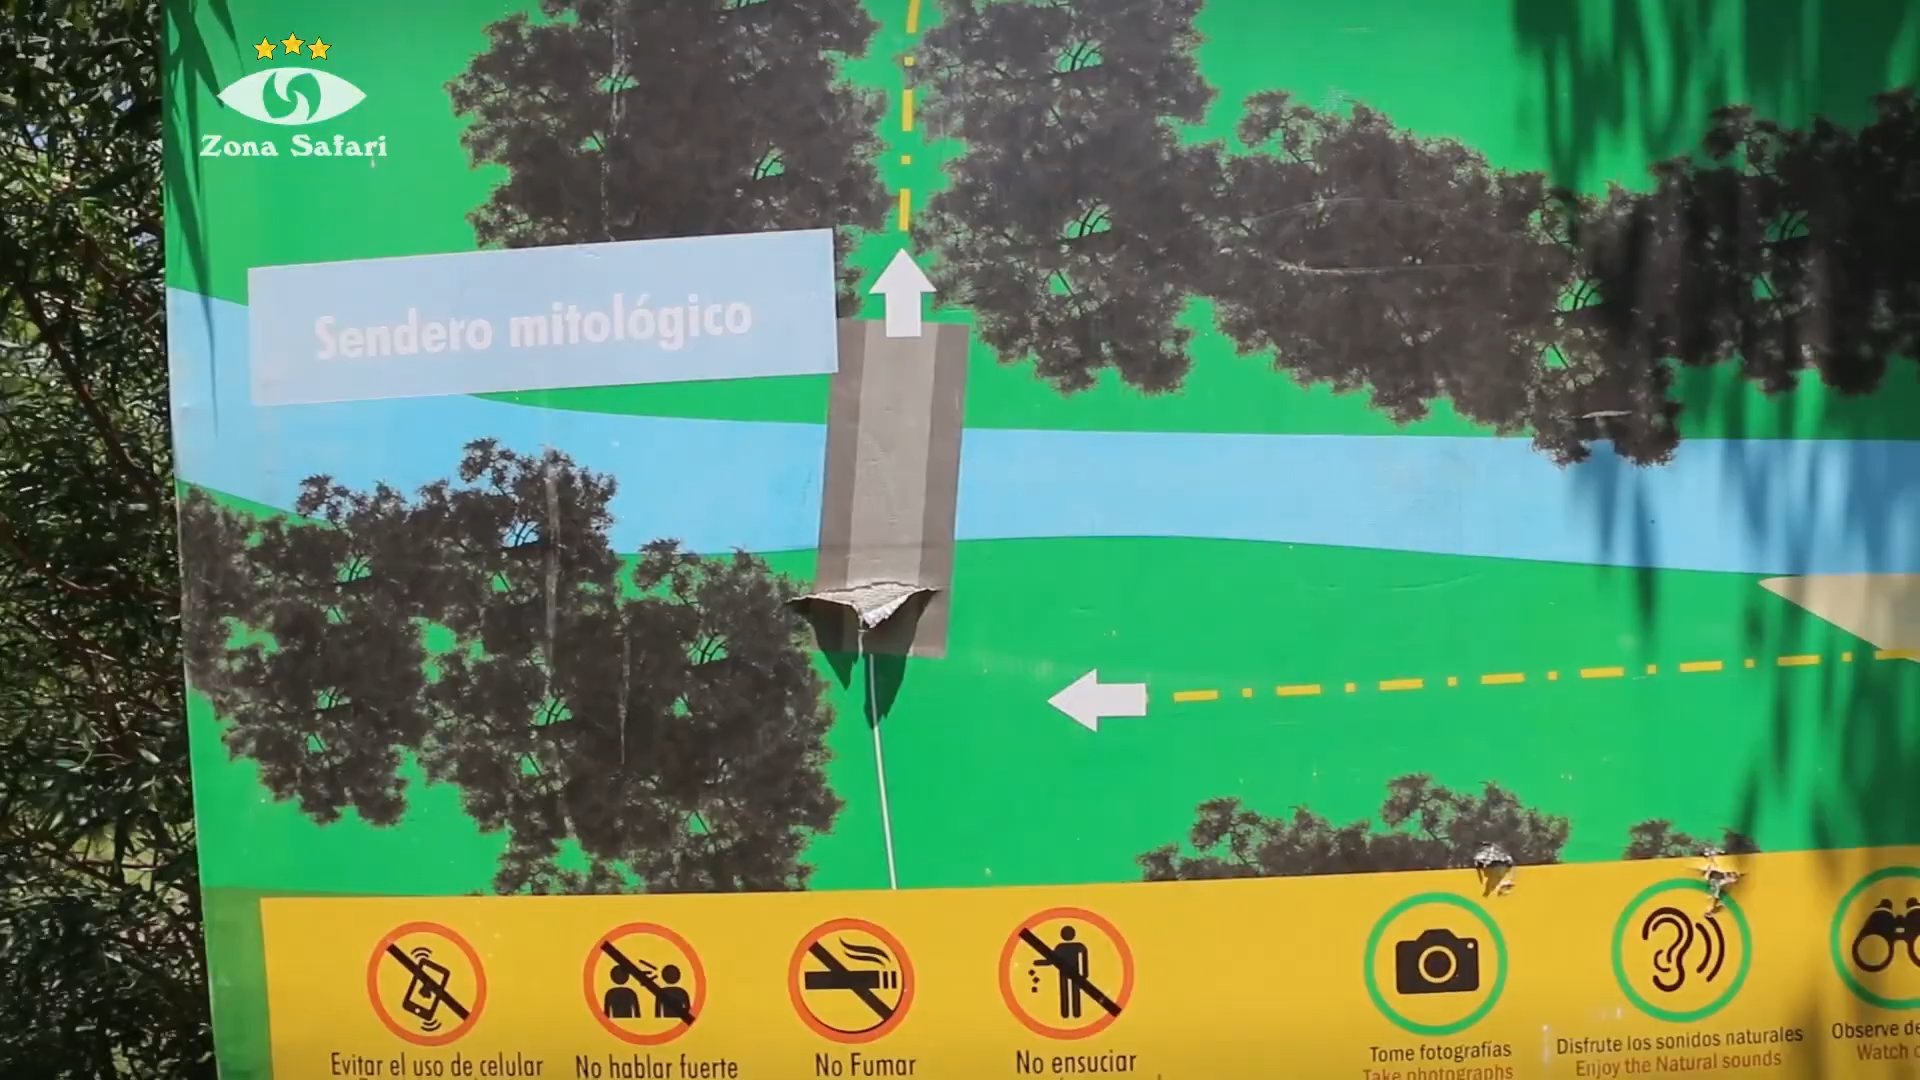 Zona Safari
Sendero mitológico
Evitar el uso de celular
No hablar fuerte
No Fumar
No ensuciar
Tome fotografías
Take photographs
Disfrute los sonidos naturales
Enjoy the Natural sounds
Observe
Watch